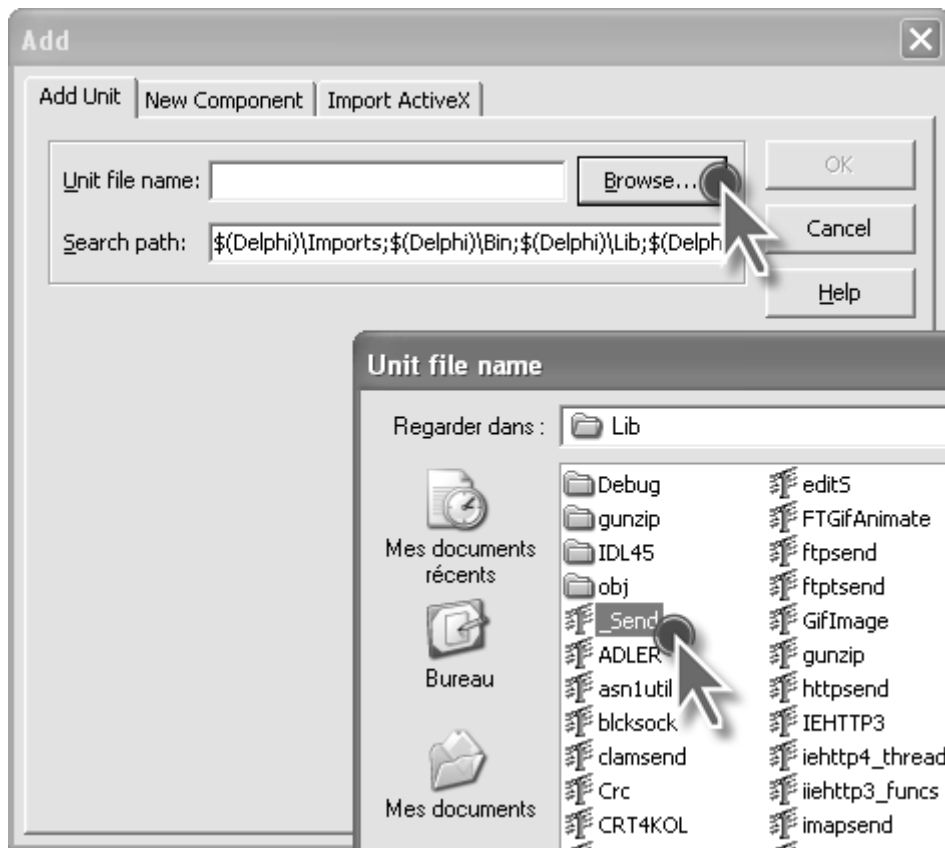 Add
Add Unit
New Component
Import ActiveX
Unit file name:
Browse...
OK
Search path:
$(Delphi)\Imports;$(Delphi)\Bin;$(Delphi)\Lib;$(Delph
Cancel
Help
Unit file name
Regarder dans :
Lib
Mes documents
récents
Bureau
Mes documents
Debug
gunzip
IDL45
obj
_Send
ADLER
asn1util
blcksock
clamsend
Crc
CRT4KOL
editS
FTGifAnimate
ftpsend
ftptsend
GifImage
gunzip
httpsend
IEHTTP3
iehttp4_thread
iiehttp3_funcs
imapsend